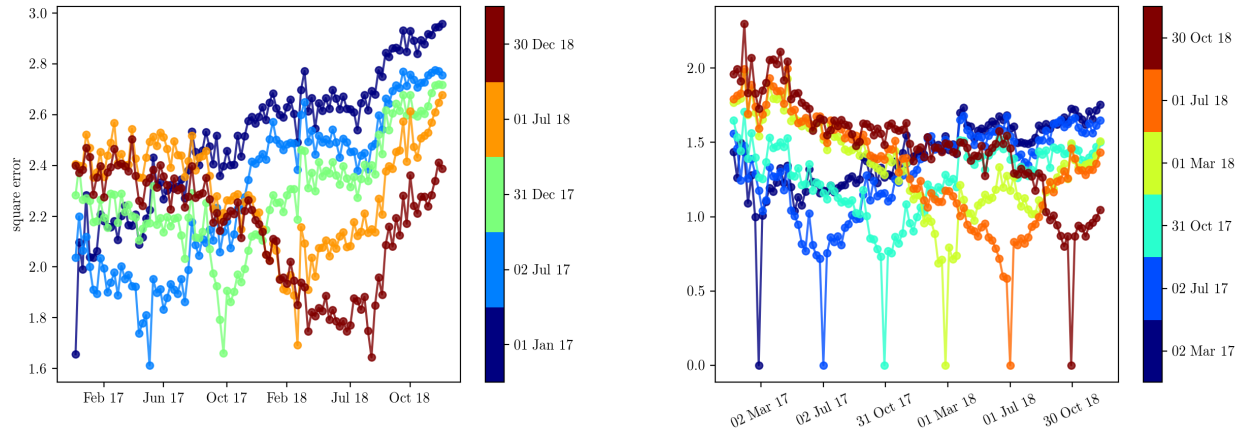 square error
3.0
2.8
2.6
2.4
2.2
2.0
1.8
1.6
Feb 17
Jun 17
Oct 17
Feb 18
Jul 18
Oct 18
30 Dec 18
01 Jul 18
31 Dec 17
02 Jul 17
01 Jan 17
2.0
1.5
1.0
0.5
0.0
02 Mar 17
02 Jul 17
31 Oct 17
01 Mar 18
01 Jul 18
30 Oct 18
30 Oct 18
01 Jul 18
01 Mar 18
31 Oct 17
02 Jul 17
02 Mar 17